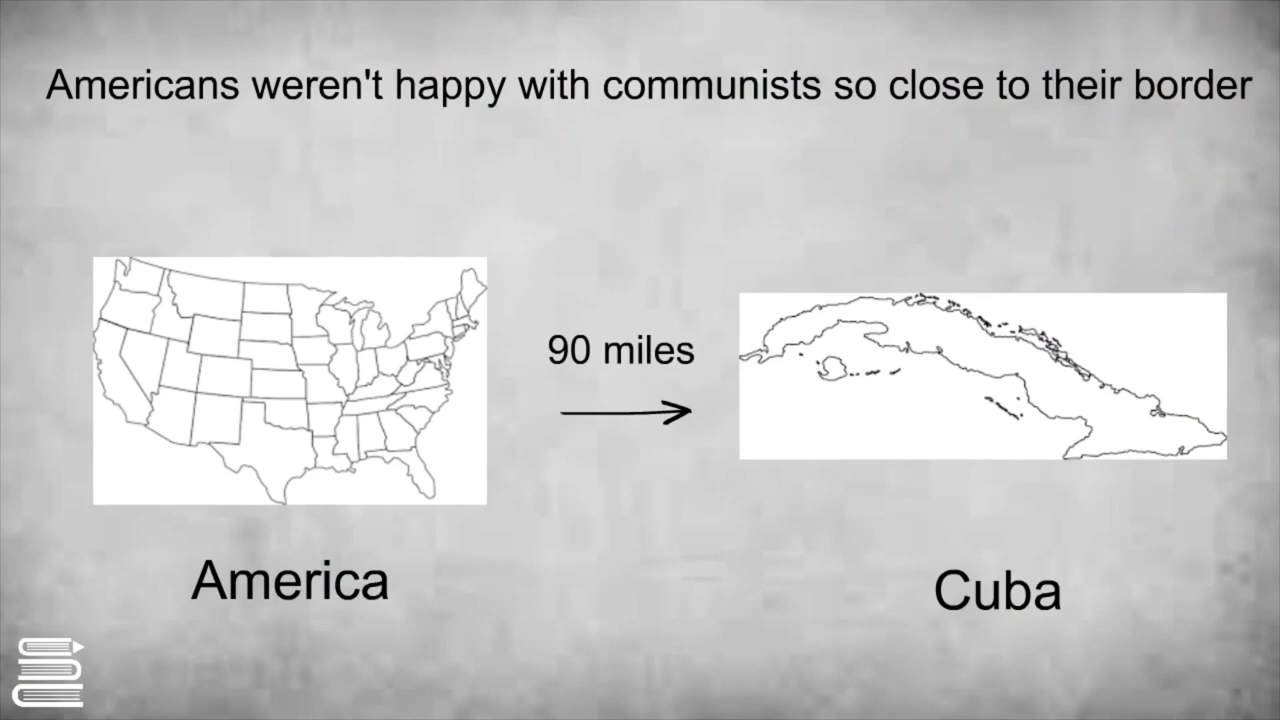 Americans weren't happy with communists so close to their border
90 miles
America
Cuba